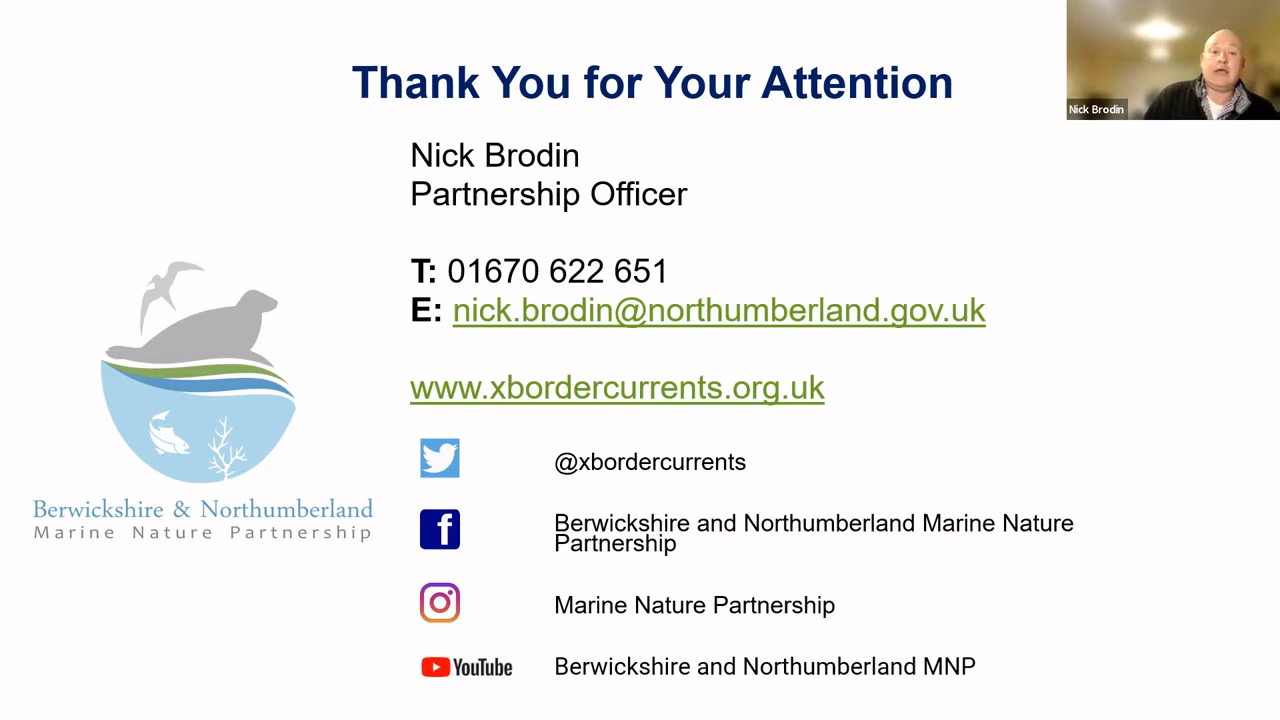 Thank You for Your Attention
Nick Brodin
Nick Brodin
Partnership Officer
T: 01670 622 651
E: nick.brodin@northumberland.gov.uk
www.xbordercurrents.org.uk
@xbordercurrents
Berwickshire and Northumberland Marine Nature
Partnership
Marine Nature Partnership
YouTube
Berwickshire and Northumberland MNP
Berwickshire & Northumberland
Marine Nature Partnership